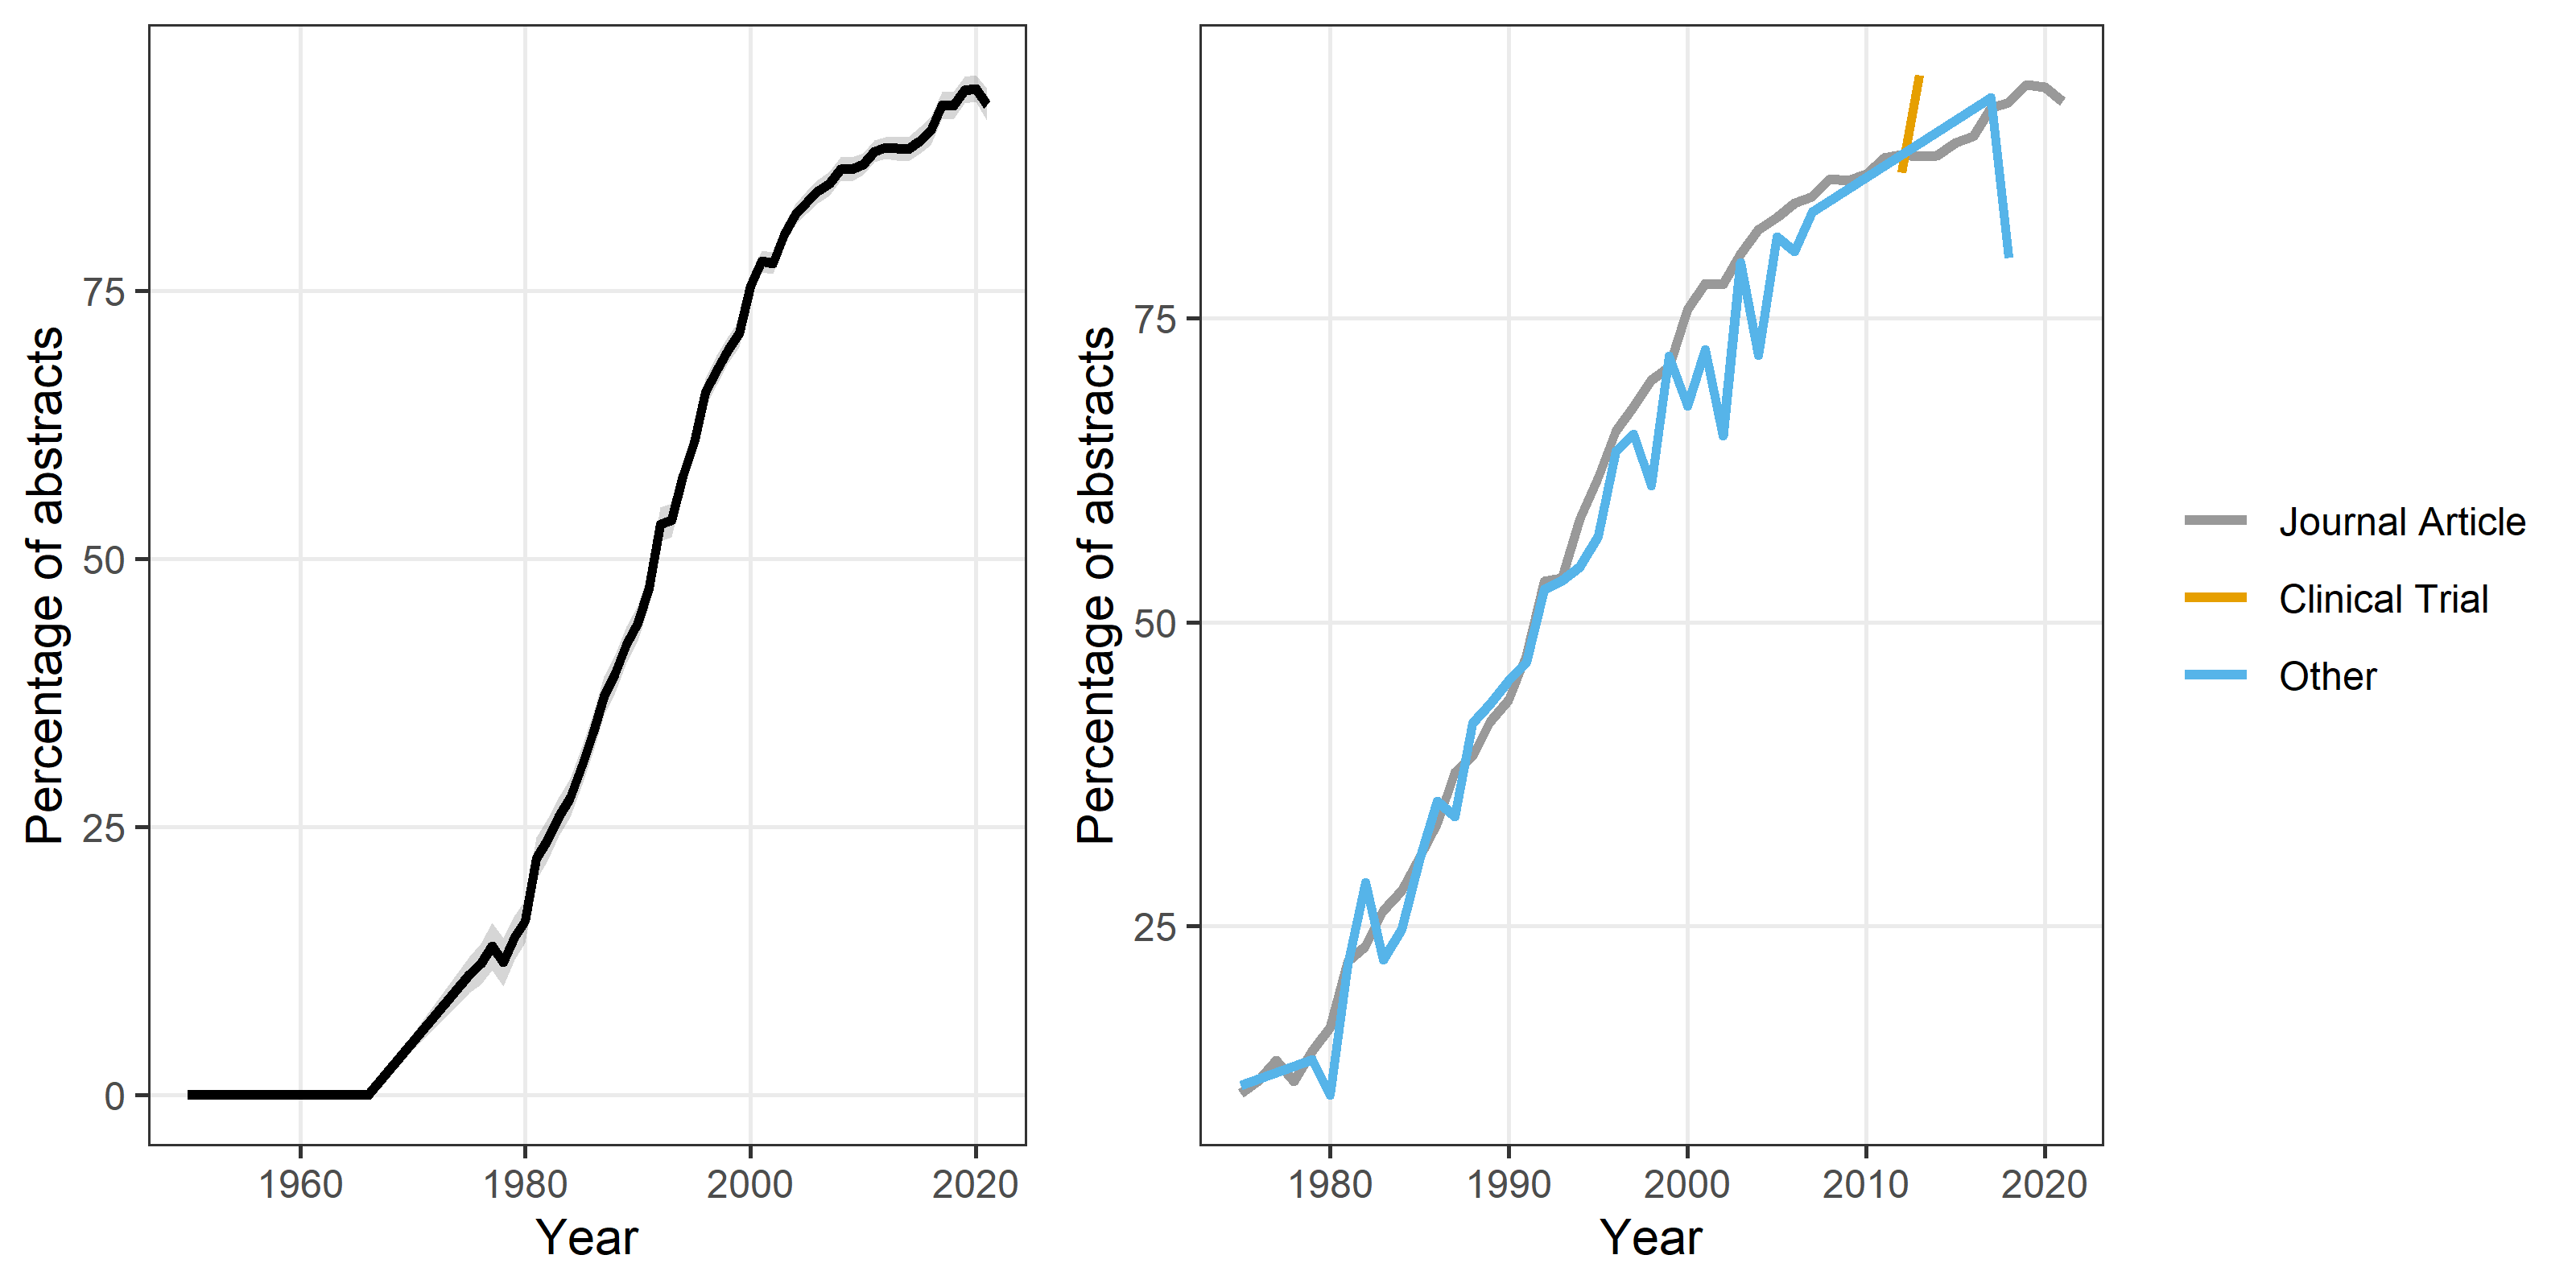 Percentage of abstracts
75
50
25
0
1960
1980
2000
2020
Year
Percentage of abstracts
75
50
25
1980
1990
2000
2010
2020
Year
Journal Article
Clinical Trial
Other